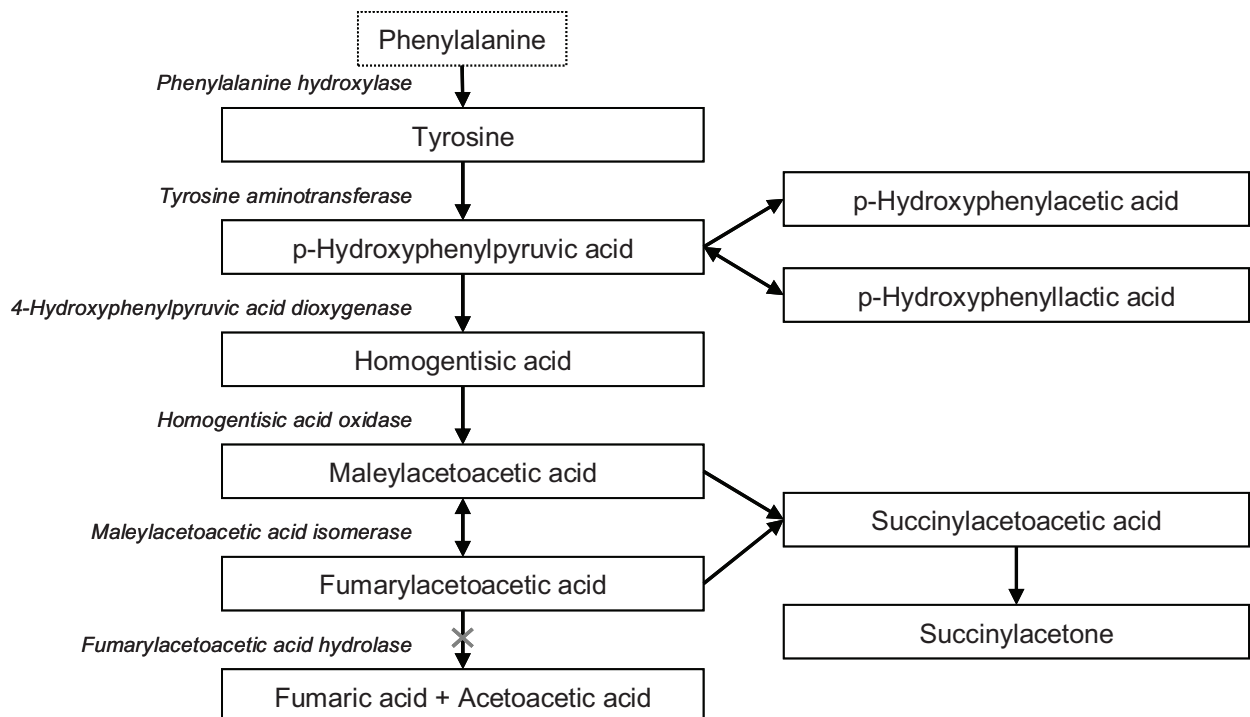 Phenylalanine
Phenylalanine hydroxylase
Tyrosine
Tyrosine aminotransferase
p-Hydroxyphenylacetic acid
p-Hydroxyphenylpyruvic acid
p-Hydroxyphenyllactic acid
4-Hydroxyphenylpyruvic acid dioxygenase
Homogentisic acid
Homogentisic acid oxidase
Maleylacetoacetic acid
Succinylacetoacetic acid
Maleylacetoacetic acid isomerase
Fumarylacetoacetic acid
Succinylacetone
Fumarylacetoacetic acid hydrolase
Fumaric acid + Acetoacetic acid